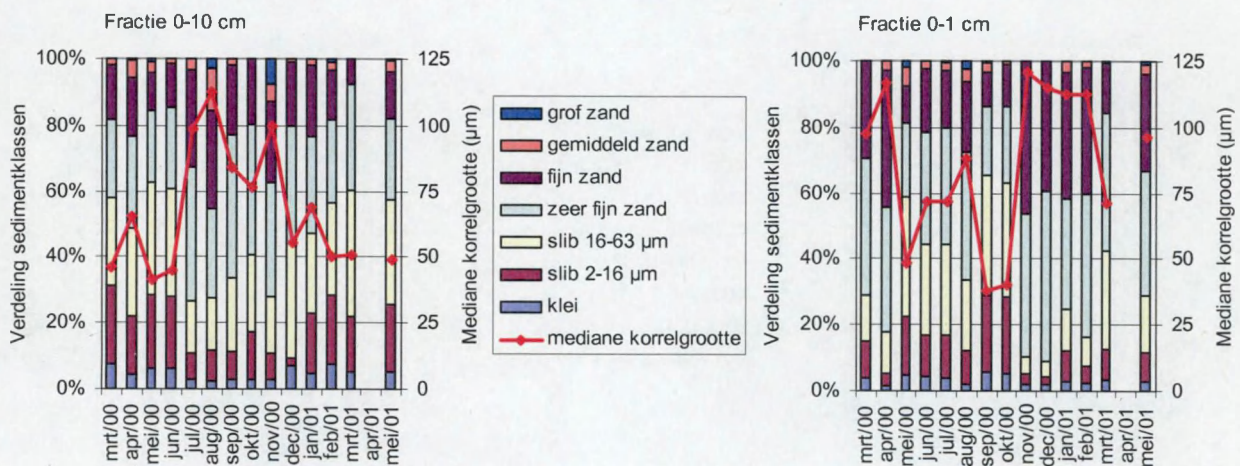 Fractie 0-10 cm
Verdeling sedimentklassen
100%
80%
60%
40%
20%
0%
125
100
75
50
25
0
Mediane korrelgrootte (µm)
mrt/00
apr/00
mei/00
jun/00
jul/00
aug/00
sep/00
okt/00
nov/00
dec/00
jan/01
feb/01
mrt/01
apr/01
mei/01
grof zand
gemiddeld zand
fijn zand
zeer fijn zand
slib 16-63 µm
slib 2-16 µm
klei
mediane korrelgrootte
Fractie 0-1 cm
Verdeling sedimentklassen
100%
80%
60%
40%
20%
0%
125
100
75
50
25
0
Mediane korrelgrootte (µm)
mrt/00
apr/00
mei/00
jun/00
jul/00
aug/00
sep/00
okt/00
nov/00
dec/00
jan/01
feb/01
mrt/01
apr/01
mei/01